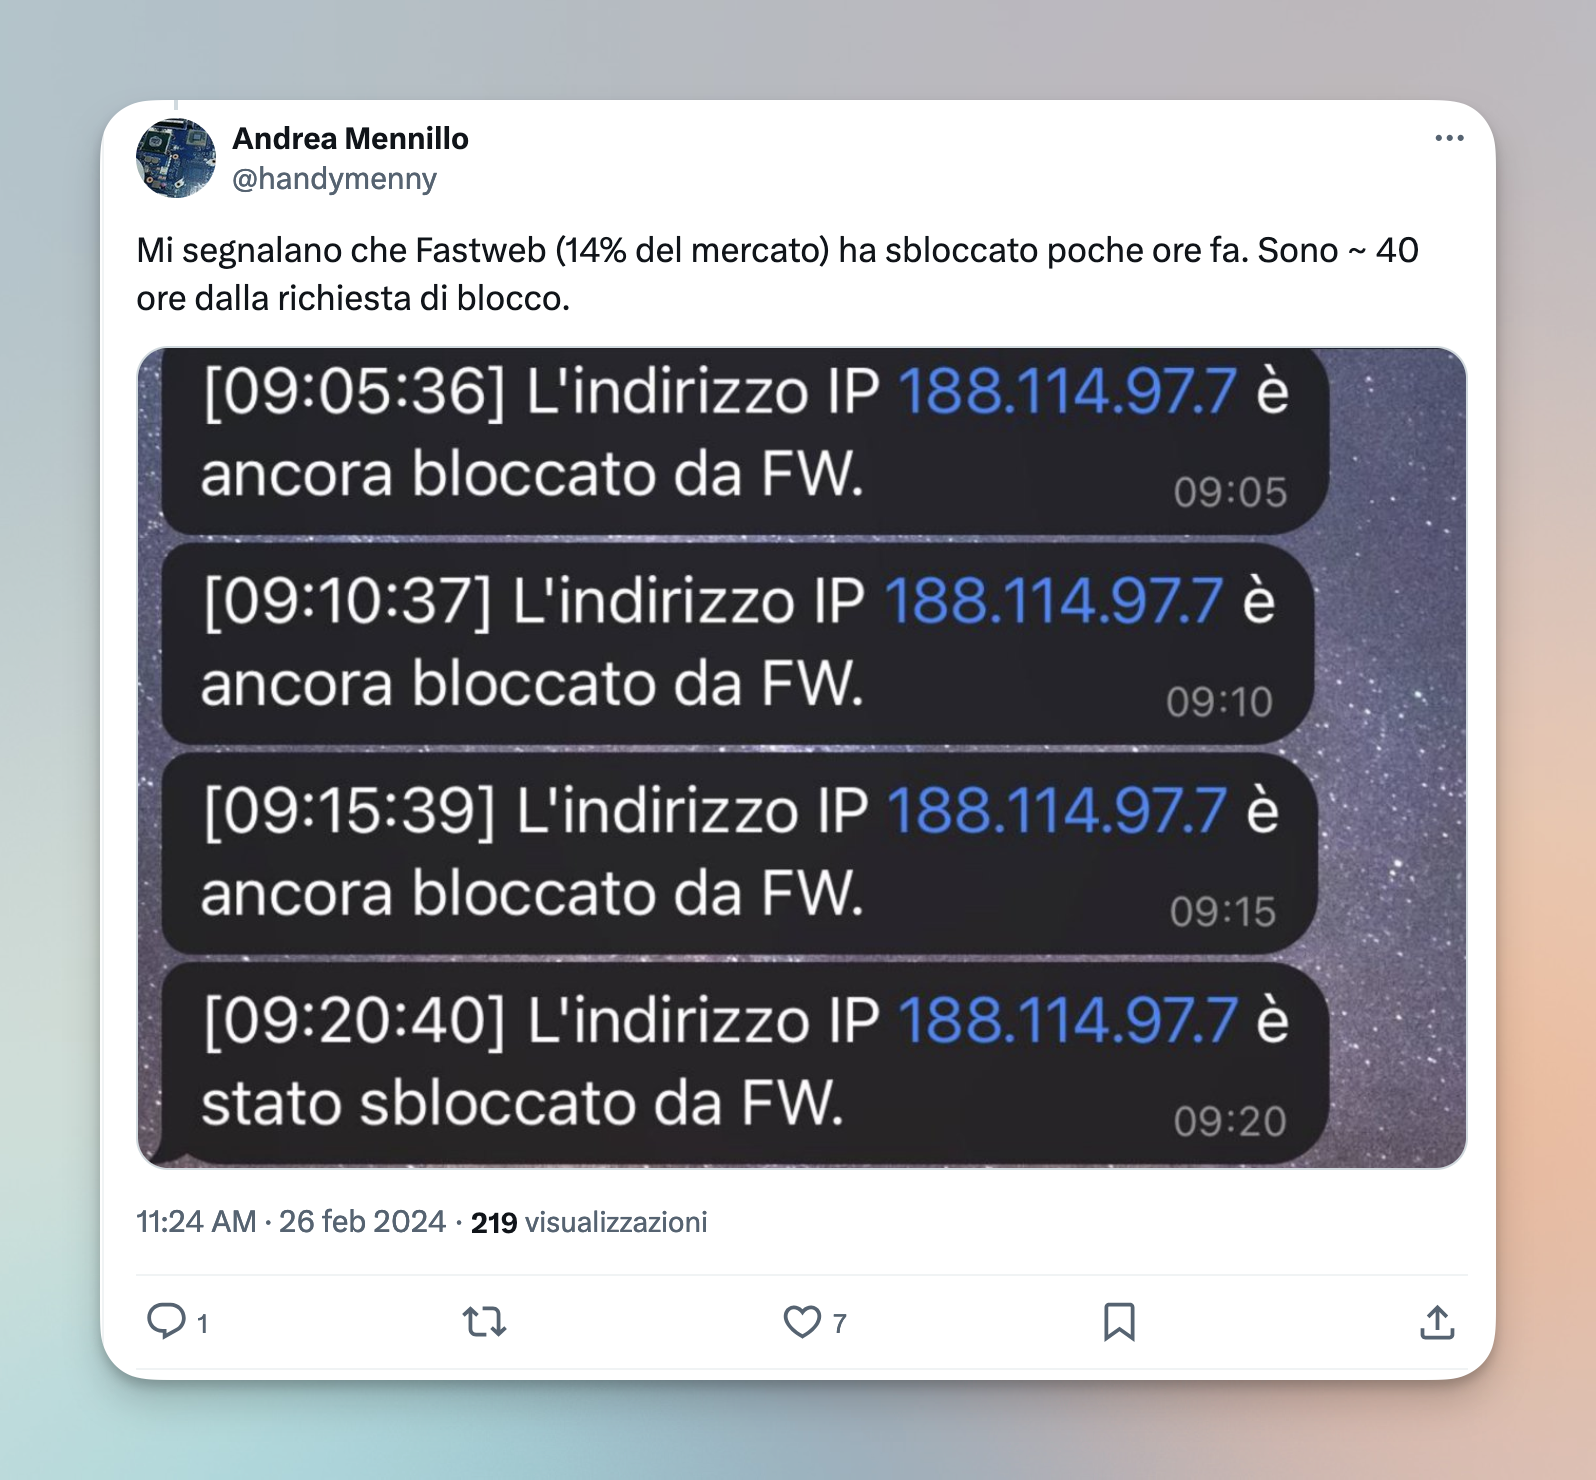 Andrea Mennillo
@handymenny
Mi segnalano che Fastweb (14% del mercato) ha sbloccato poche ore fa. Sono ~ 40
ore dalla richiesta di blocco.
[09:05:36] L'indirizzo IP 188.114.97.7 è
ancora bloccato da FW.
09:05
[09:10:37] L'indirizzo IP 188.114.97.7 è
ancora bloccato da FW.
09:10
[09:15:39] L'indirizzo IP 188.114.97.7 è
ancora bloccato da FW.
09:15
[09:20:40] L'indirizzo IP 188.114.97.7 è
stato sbloccato da FW.
09:20
11:24 AM · 26 feb 2024 · 219 visualizzazioni
1
7